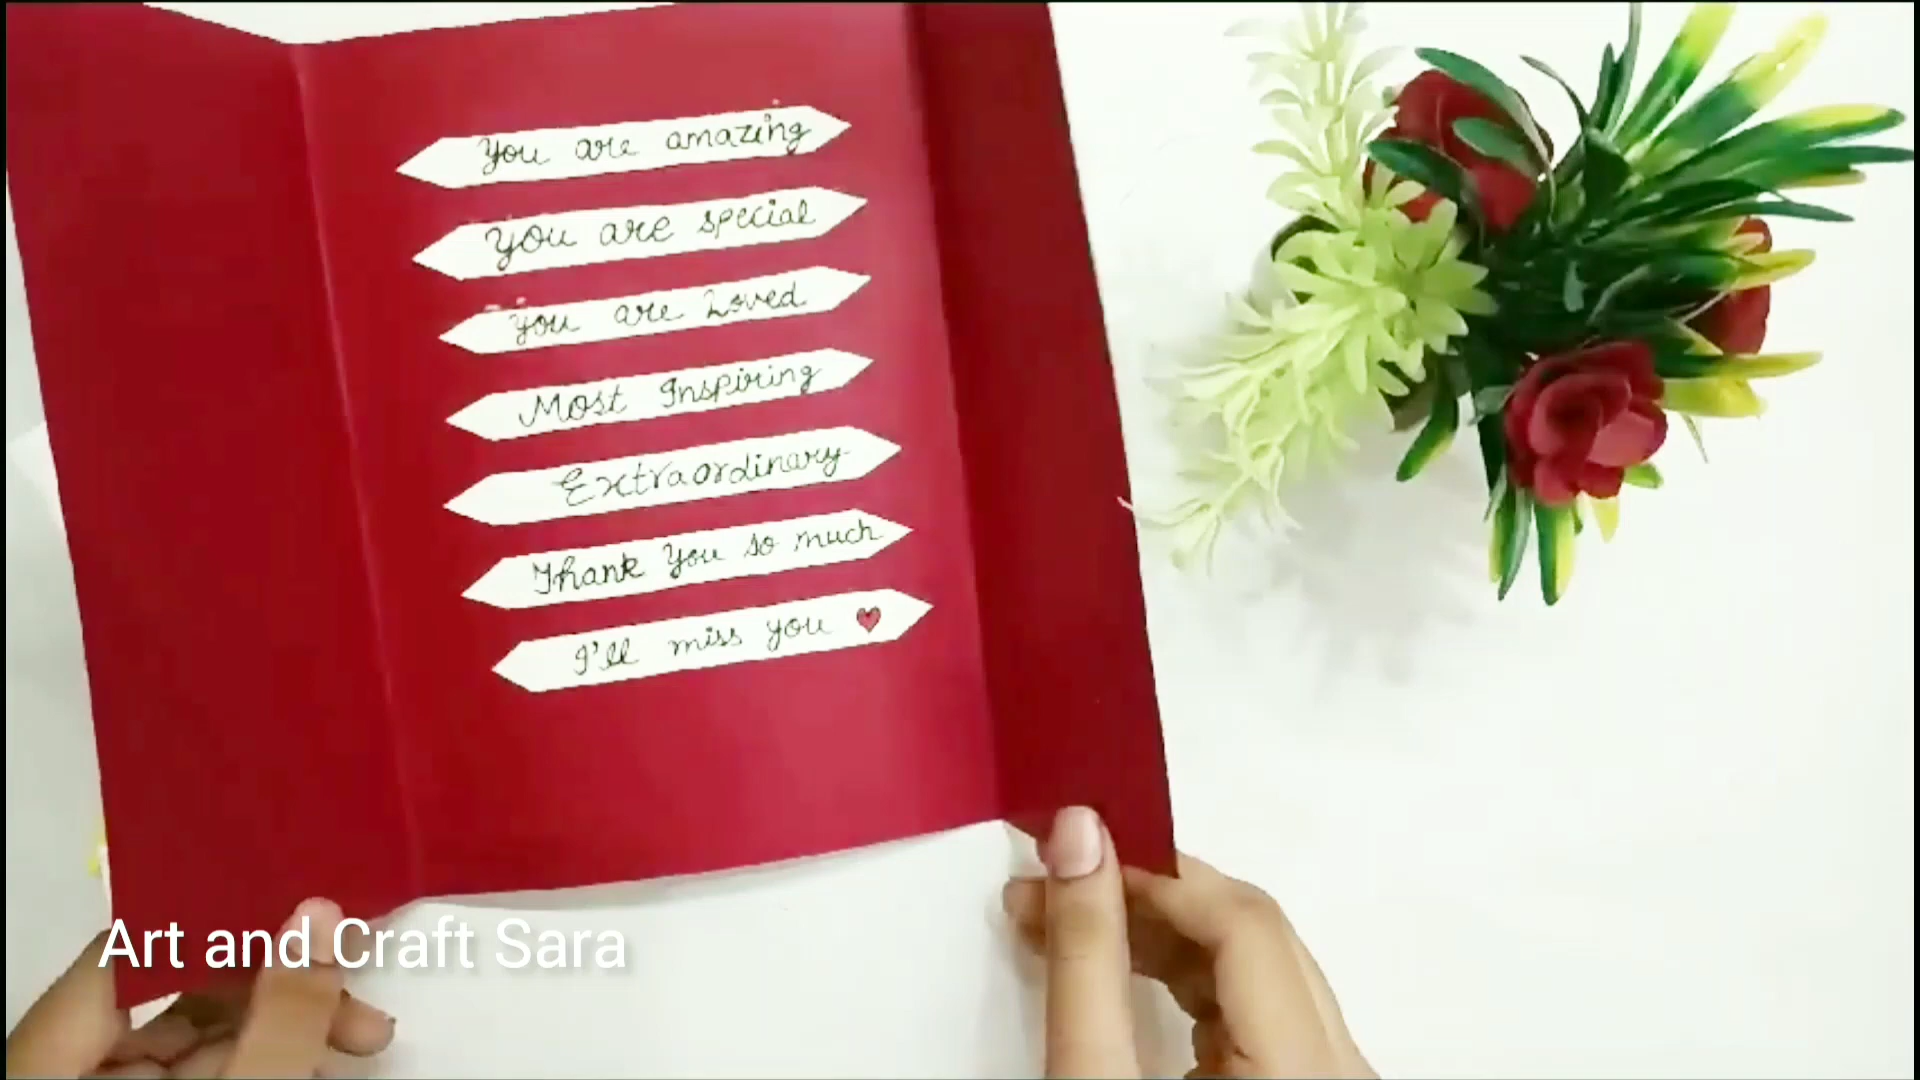 You are amazing
You are special
You are Loved
Most Inspiring
Extraordinary
Thank You so much
I'll miss you
Art and Craft Sara